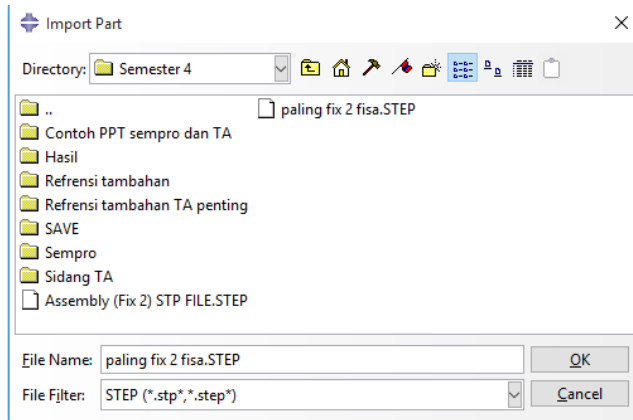 Import Part
Directory: Semester 4
..
Contoh PPT sempro dan TA
Hasil
Refrensi tambahan
Refrensi tambahan TA penting
SAVE
Sempro
Sidang TA
Assembly (Fix 2) STP FILE.STEP
paling fix 2 fisa.STEP
File Name: paling fix 2 fisa.STEP
OK
File Filter: STEP (*.stp*,*.step*)
Cancel